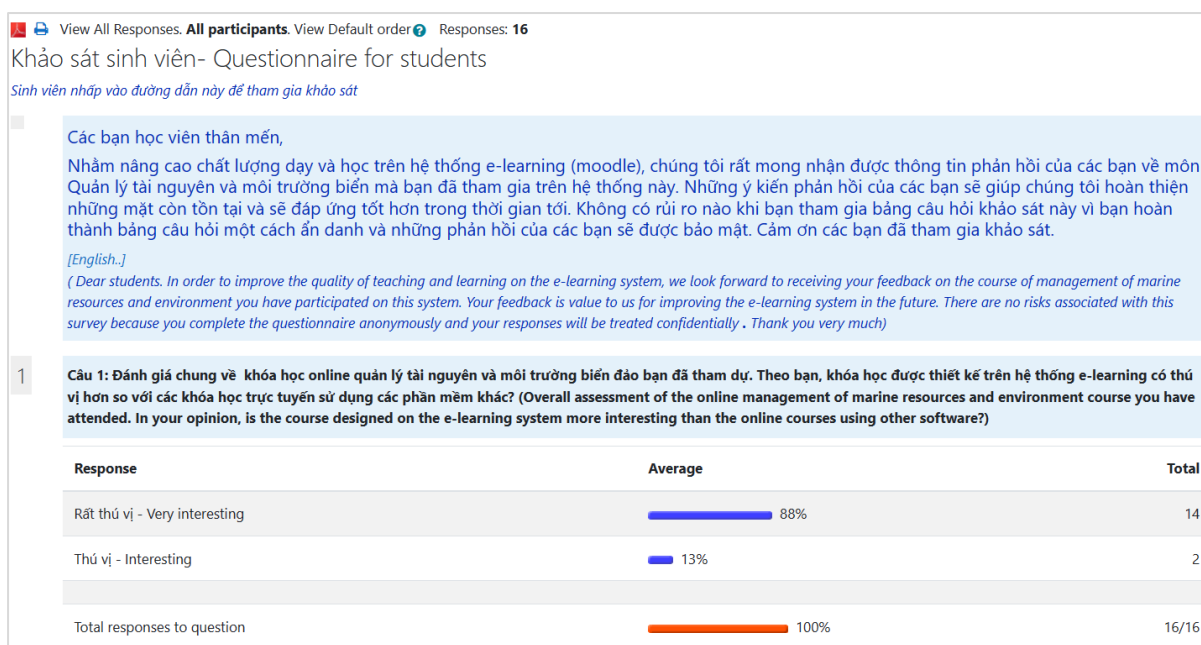 View All Responses. All participants. View Default order Responses: 16
Khảo sát sinh viên- Questionnaire for students
Sinh viên nhấp vào đường dẫn này để tham gia khảo sát
Các bạn học viên thân mến,
Nhằm nâng cao chất lượng dạy và học trên hệ thống e-learning (moodle), chúng tôi rất mong nhận được thông tin phản hồi của các bạn về môn
Quản lý tài nguyên và môi trường biển mà bạn đã tham gia trên hệ thống này. Những ý kiến phản hồi của các bạn sẽ giúp chúng tôi hoàn thiện
những mặt còn tồn tại và sẽ đáp ứng tốt hơn trong thời gian tới. Không có rủi ro nào khi bạn tham gia bảng câu hỏi khảo sát này vì bạn hoàn
thành bảng câu hỏi một cách ẩn danh và những phản hồi của các bạn sẽ được bảo mật. Cảm ơn các bạn đã tham gia khảo sát.
[English..]
( Dear students. In order to improve the quality of teaching and learning on the e-learning system, we look forward to receiving your feedback on the course of management of marine
resources and environment you have participated on this system. Your feedback is value to us for improving the e-learning system in the future. There are no risks associated with this
survey because you complete the questionnaire anonymously and your responses will be treated confidentially . Thank you very much)
1
Câu 1: Đánh giá chung về khóa học online quản lý tài nguyên và môi trường biển đảo bạn đã tham dự. Theo bạn, khóa học được thiết kế trên hệ thống e-learning có thú
vị hơn so với các khóa học trực tuyến sử dụng các phần mềm khác? (Overall assessment of the online management of marine resources and environment course you have
attended. In your opinion, is the course designed on the e-learning system more interesting than the online courses using other software?)
Response Average Total
Rất thú vị - Very interesting 88% 14
Thú vị - Interesting 13% 2
Total responses to question 100% 16/16